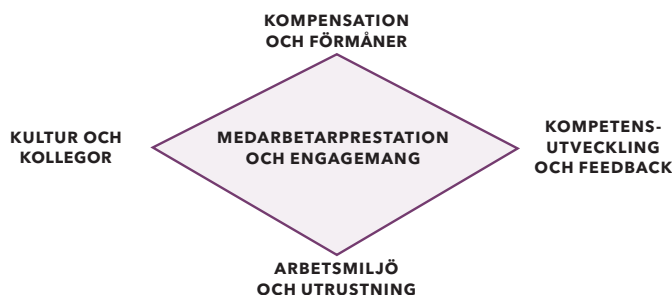 KOMPENSATION
OCH FÖRMÅNER
KULTUR OCH
KOLLEGOR
MEDARBETARPRESTATION
OCH ENGAGEMANG
KOMPETENS-
UTVECKLING
OCH FEEDBACK
ARBETSMILJÖ
OCH UTRUSTNING